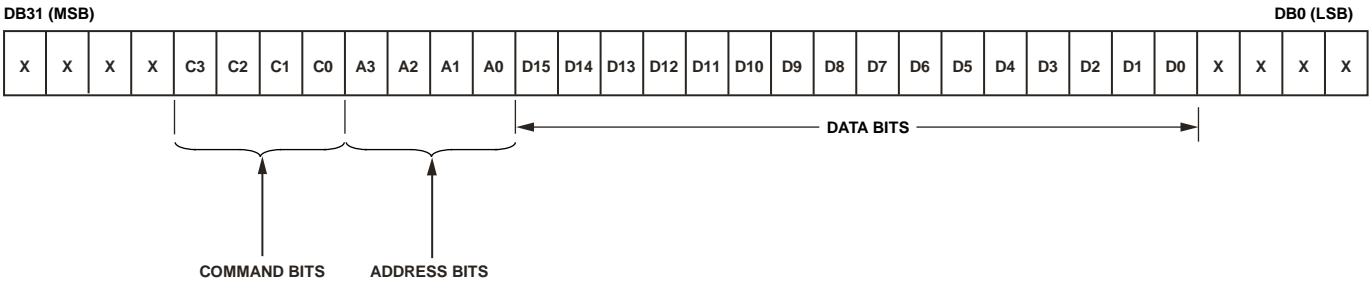 DB31 (MSB) DB0 (LSB)
X X X X C3 C2 C1 C0 A3 A2 A1 A0 D15 D14 D13 D12 D11 D10 D9 D8 D7 D6 D5 D4 D3 D2 D1 D0 X X X X
DATA BITS
COMMAND BITS ADDRESS BITS